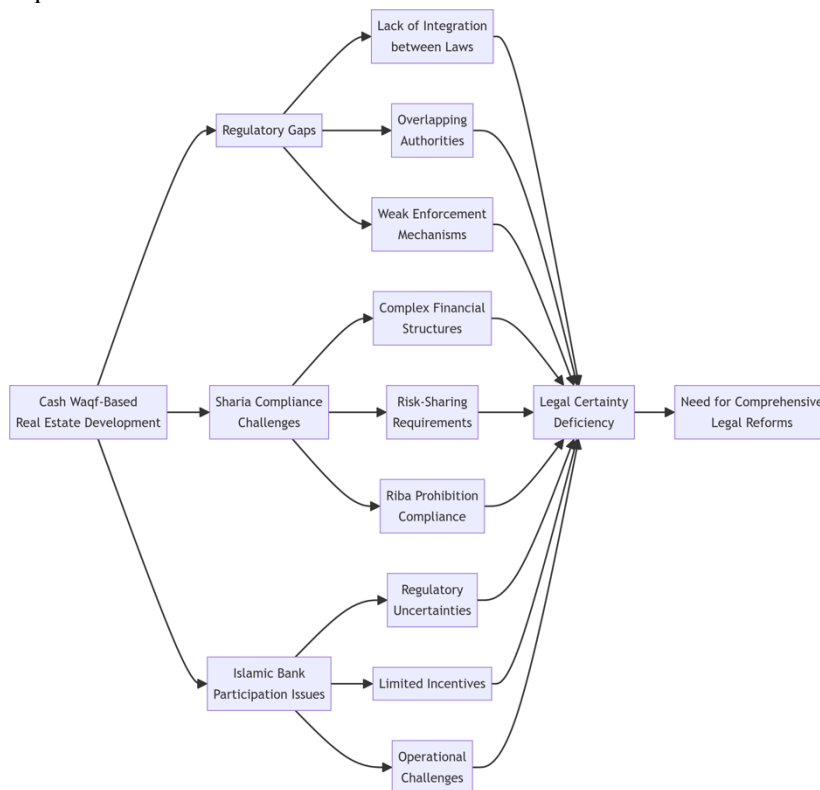 Lack of Integration
between Laws
Regulatory Gaps
Overlapping
Authorities
Weak Enforcement
Mechanisms
Complex Financial
Structures
Cash Waqf-Based
Real Estate Development
Sharia Compliance
Challenges
Risk-Sharing
Requirements
Legal Certainty
Deficiency
Need for Comprehensive
Legal Reforms
Riba Prohibition
Compliance
Regulatory
Uncertainties
Islamic Bank
Participation Issues
Limited Incentives
Operational
Challenges